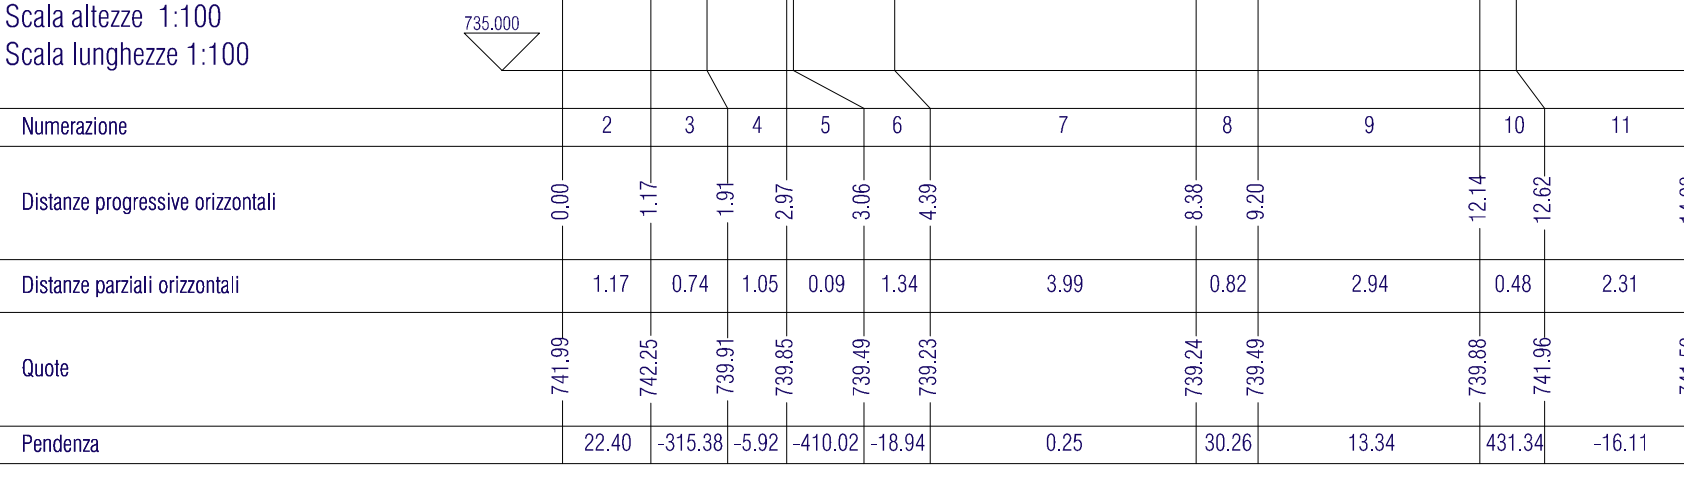 Scala altezze 1:100
Scala lunghezze 1:100
735.000
Numerazione 2 3 4 5 6 7 8 9 10 11
Distanze progressive orizzontali 0.00 1.17 1.91 2.97 3.06 4.39 8.38 9.20 12.14 12.62
Distanze parziali orizzontali 1.17 0.74 1.05 0.09 1.34 3.99 0.82 2.94 0.48 2.31
Quote 741.99 742.25 739.91 739.85 739.49 739.23 739.24 739.49 739.88 741.96
Pendenza 22.40 -315.38 -5.92 -410.02 -18.94 0.25 30.26 13.34 431.34 -16.11